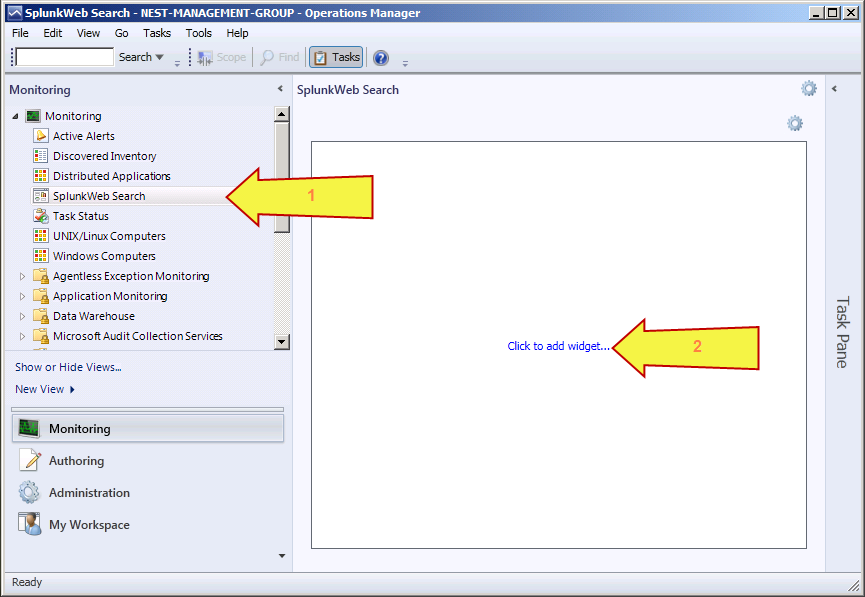 SplunkWeb Search - NEST-MANAGEMENT-GROUP - Operations Manager
File Edit View Go Tasks Tools Help
Search Scope Find Tasks
Monitoring
SplunkWeb Search
Monitoring
Active Alerts
Discovered Inventory
Distributed Applications
SplunkWeb Search
1
Task Status
UNIX/Linux Computers
Windows Computers
Agentless Exception Monitoring
Application Monitoring
Data Warehouse
Microsoft Audit Collection Services
Click to add widget...
2
Task Pane
Show or Hide Views...
New View
Monitoring
Authoring
Administration
My Workspace
Ready